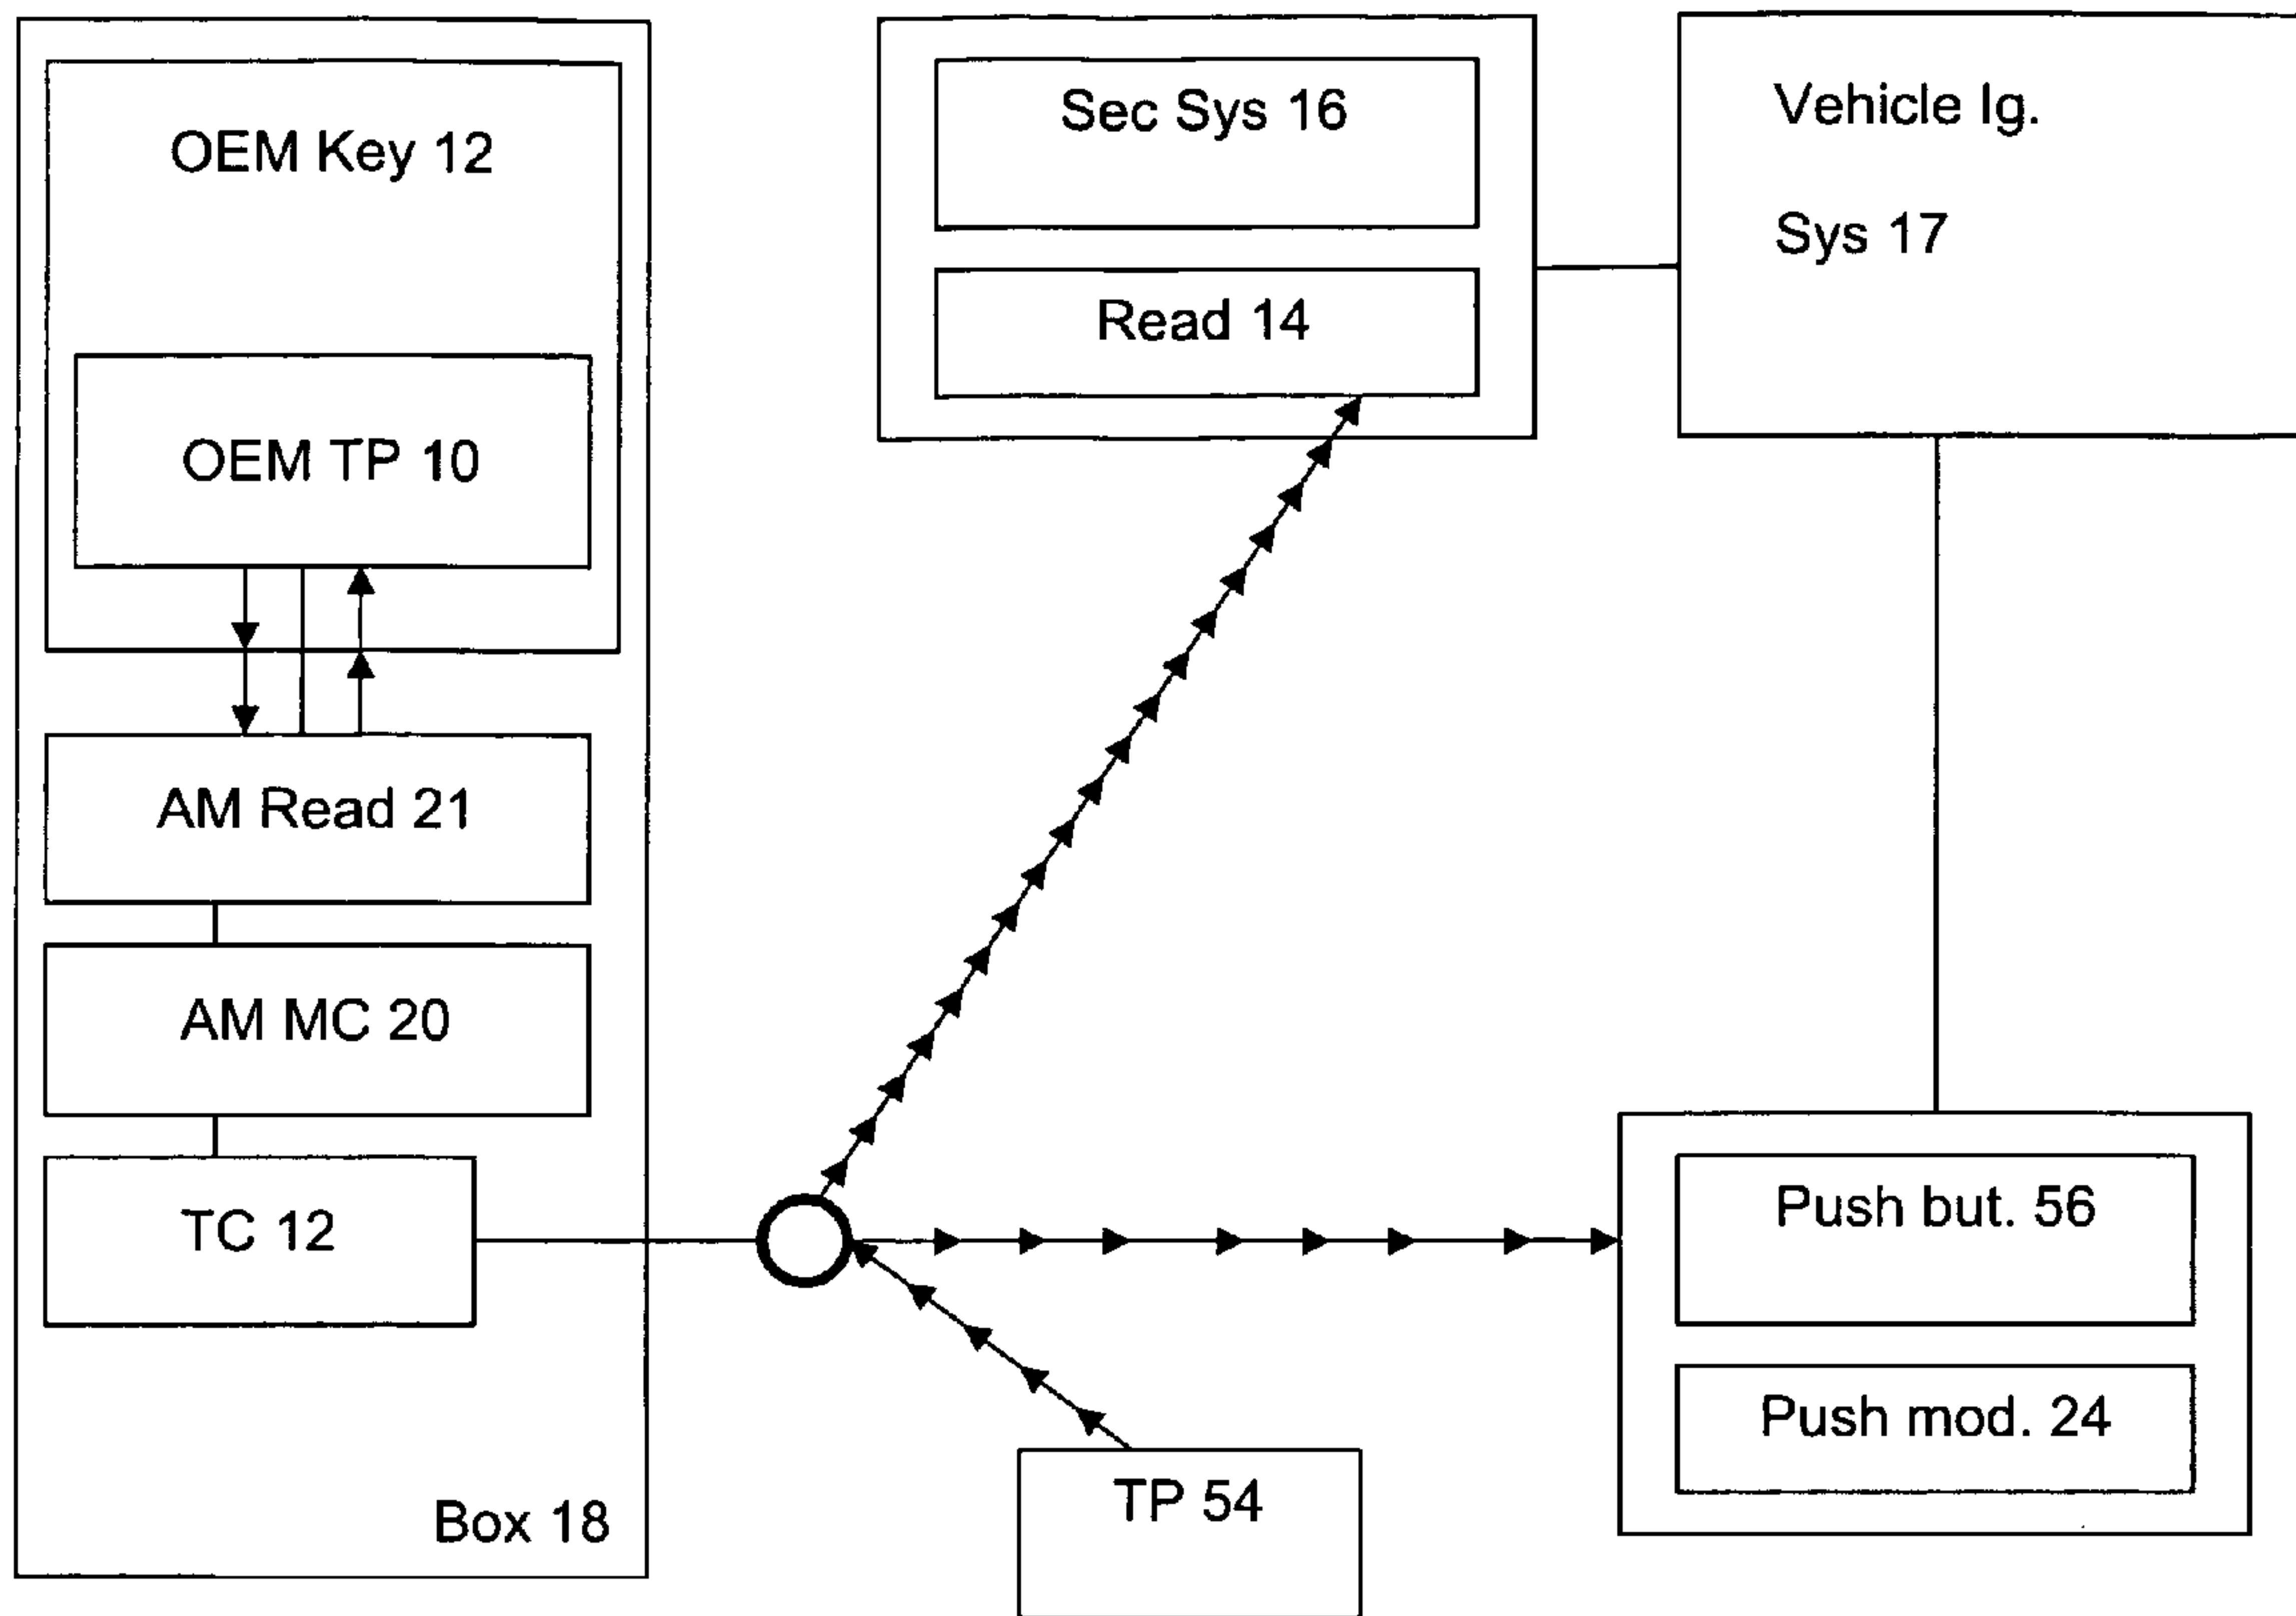 OEM Key 12
OEM TP 10
AM Read 21
AM MC 20
TC 12
Box 18
Sec Sys 16
Read 14
Vehicle Ig.
Sys 17
Push but. 56
Push mod. 24
TP 54